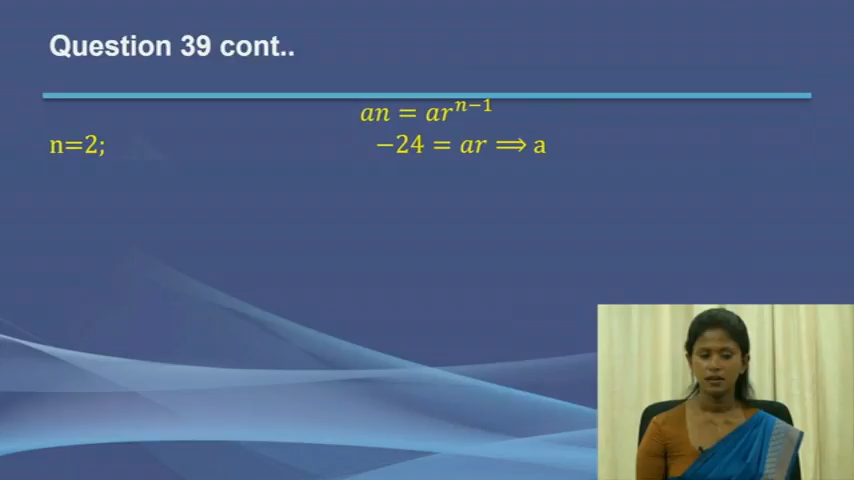 Question 39 cont..
an = ar^{n−1}
n=2; −24 = ar ⟹ a